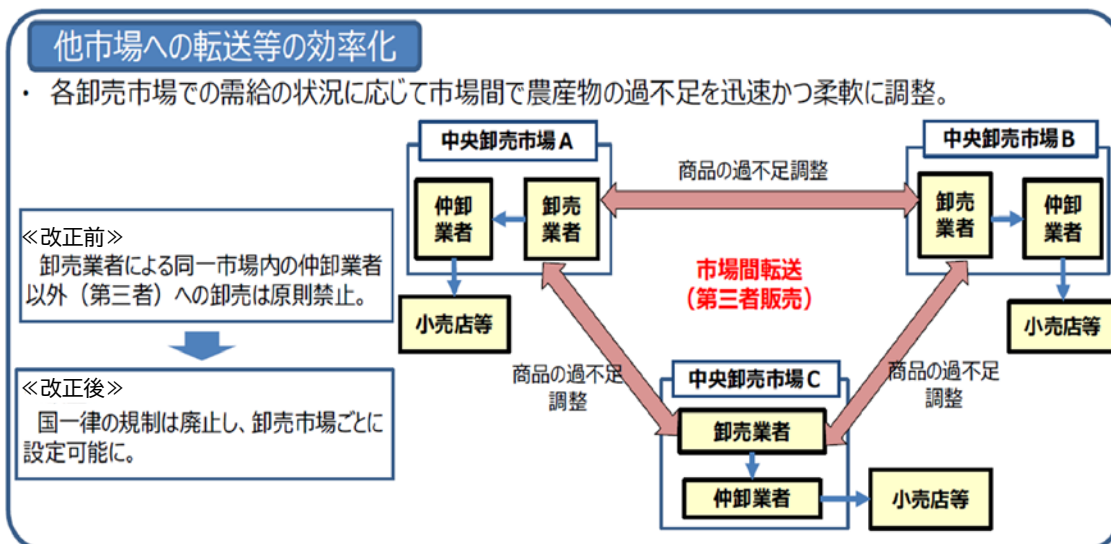 他市場への転送等の効率化
・ 各卸売市場での需給の状況に応じて市場間で農産物の過不足を迅速かつ柔軟に調整。
≪改正前≫
卸売業者による同一市場内の仲卸業者
以外（第三者）への卸売は原則禁止。
≪改正後≫
国一律の規制は廃止し、卸売市場ごとに
設定可能に。
中央卸売市場A
仲卸
業者
卸売
業者
小売店等
商品の過不足調整
中央卸売市場B
卸売
業者
仲卸
業者
小売店等
市場間転送
（第三者販売）
商品の過不足
調整
商品の過不足
調整
中央卸売市場C
卸売業者
仲卸業者
小売店等